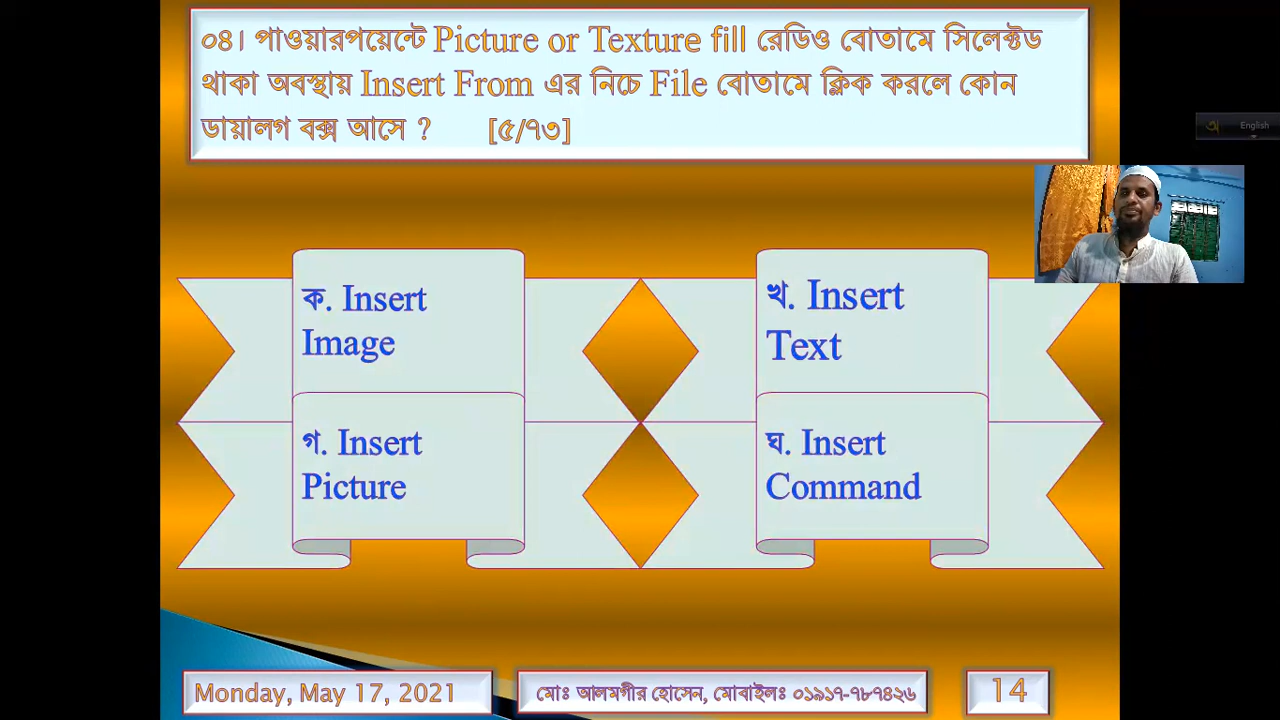 ০৪। পাওয়ারপয়েন্টে Picture or Texture fill রেডিও বোতামে সিলেক্টড
থাকা অবস্থায় Insert From এর নিচে File বোতামে ক্লিক করলে কোন
ডায়ালগ বক্স আসে ? [৫/৭৩]
English
ক. Insert
Image
খ. Insert
Text
গ. Insert
Picture
ঘ. Insert
Command
Monday, May 17, 2021
মোঃ আলমগীর হোসেন, মোবাইলঃ ০১৯১৭-৭৮৭৪২৬
14